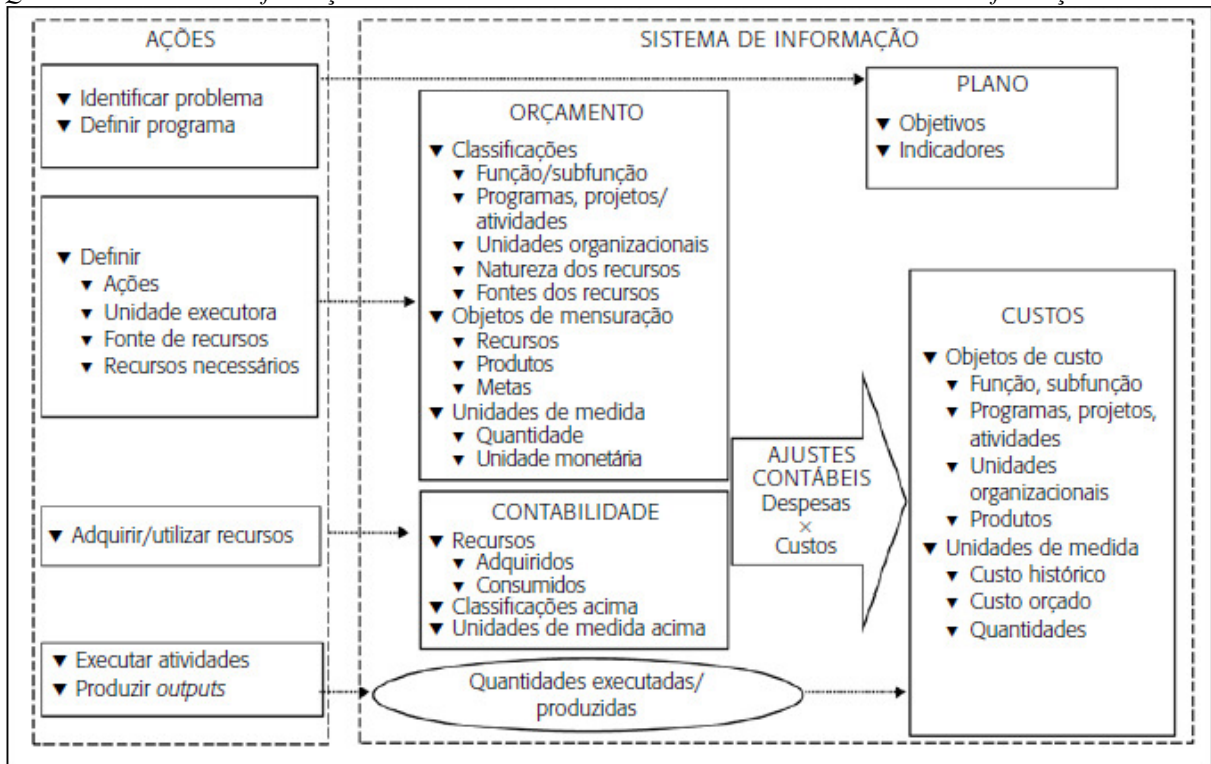 AÇÕES
▼ Identificar problema
▼ Definir programa
▼ Definir
▼ Ações
▼ Unidade executora
▼ Fonte de recursos
▼ Recursos necessários
▼ Adquirir/utilizar recursos
▼ Executar atividades
▼ Produzir outputs
SISTEMA DE INFORMAÇÃO
ORÇAMENTO
▼ Classificações
▼ Função/subfunção
▼ Programas, projetos/
atividades
▼ Unidades organizacionais
▼ Natureza dos recursos
▼ Fontes dos recursos
▼ Objetos de mensuração
▼ Recursos
▼ Produtos
▼ Metas
▼ Unidades de medida
▼ Quantidade
▼ Unidade monetária
CONTABILIDADE
▼ Recursos
▼ Adquiridos
▼ Consumidos
▼ Classificações acima
▼ Unidades de medida acima
Quantidades executadas/
produzidas
AJUSTES
CONTÁBEIS
Despesas
×
Custos
PLANO
▼ Objetivos
▼ Indicadores
CUSTOS
▼ Objetos de custo
▼ Função, subfunção
▼ Programas, projetos,
atividades
▼ Unidades
organizacionais
▼ Produtos
▼ Unidades de medida
▼ Custo histórico
▼ Custo orçado
▼ Quantidades